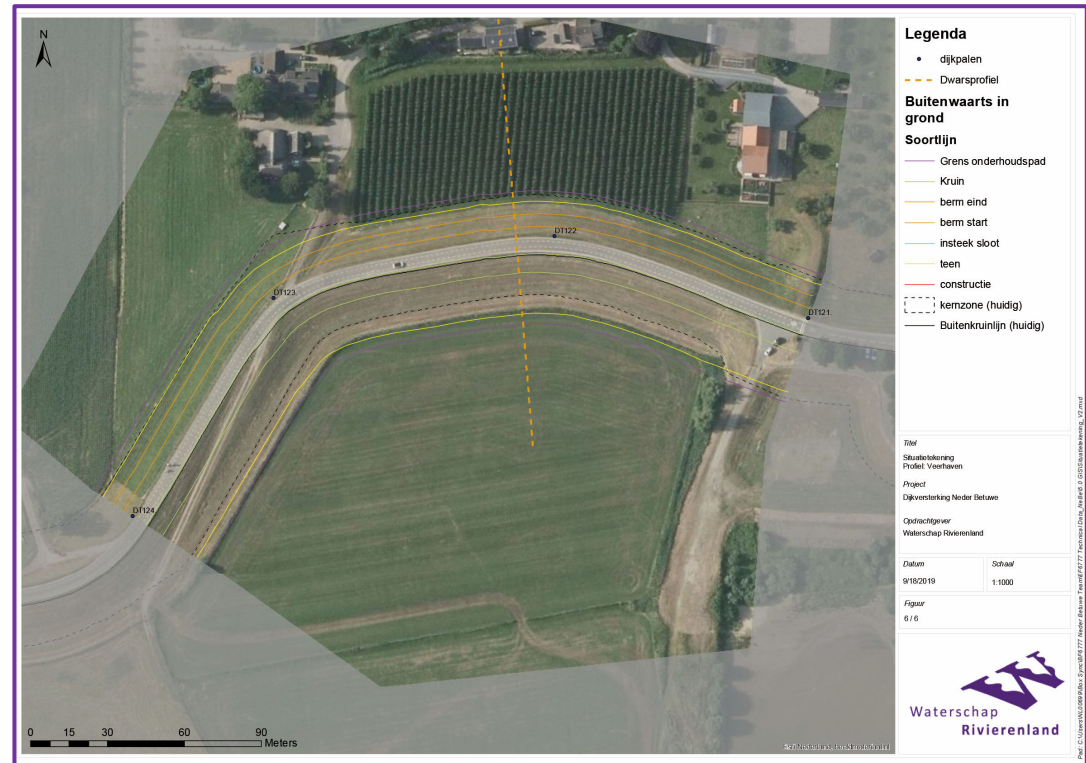 N
DT122.
DT123.
DT121.
DT124.
0 15 30 60 90
Meters
Legenda
dijkpalen
Dwarsprofiel
Buitenwaarts in
grond
Soortlijn
Grens onderhoudspad
Kruin
berm eind
berm start
insteek sloot
teen
constructie
kernzone (huidig)
Buitenkruinlijn (huidig)
Titel
Situatietekening
Profiel: Veerhaven
Project
Dijkversterking Neder Betuwe
Opdrachtgever
Waterschap Rivierenland
Datum
9/18/2019
Schaal
1:1000
Figuur
6 / 6
Waterschap
Rivierenland